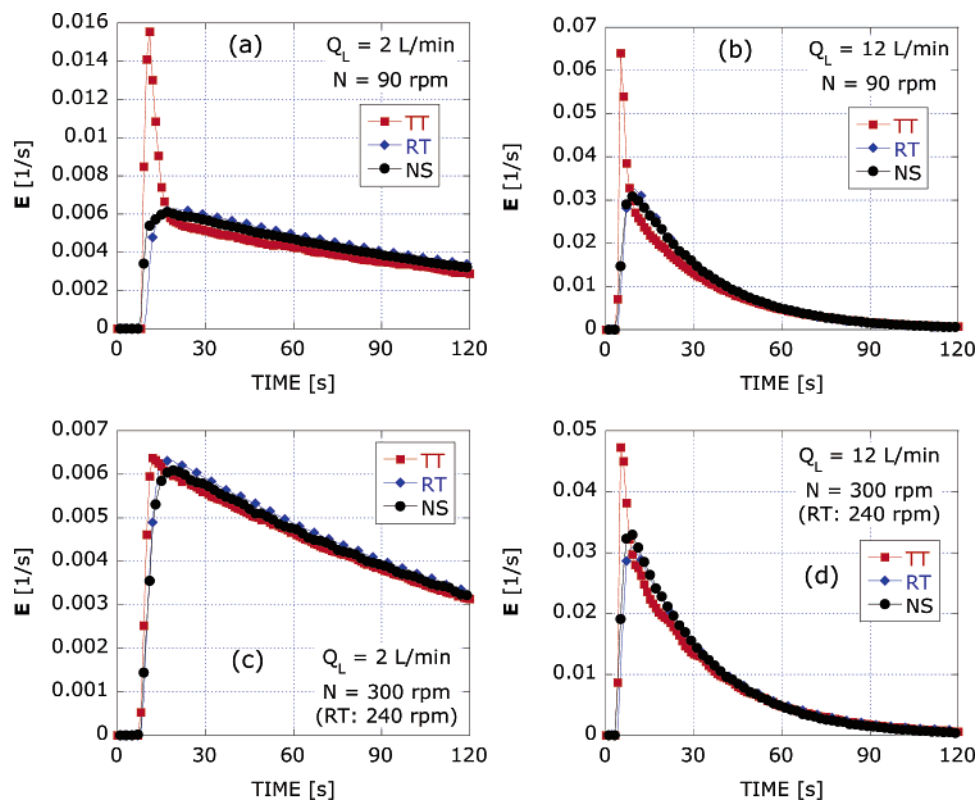 (a)
Q_L = 2 L/min
N = 90 rpm
TT
RT
NS
E [1/s]
0.016
0.014
0.012
0.010
0.008
0.006
0.004
0.002
0
0 30 60 90 120
TIME [s]
(b)
Q_L = 12 L/min
N = 90 rpm
TT
RT
NS
E [1/s]
0.07
0.06
0.05
0.04
0.03
0.02
0.01
0
0 30 60 90 120
TIME [s]
TT
RT
NS
E [1/s]
0.007
0.006
0.005
0.004
0.003
0.002
0.001
0
(c)
Q_L = 2 L/min
N = 300 rpm
(RT: 240 rpm)
0 30 60 90 120
TIME [s]
Q_L = 12 L/min
N = 300 rpm
(RT: 240 rpm)
TT
RT
NS
(d)
E [1/s]
0.05
0.04
0.03
0.02
0.01
0
0 30 60 90 120
TIME [s]